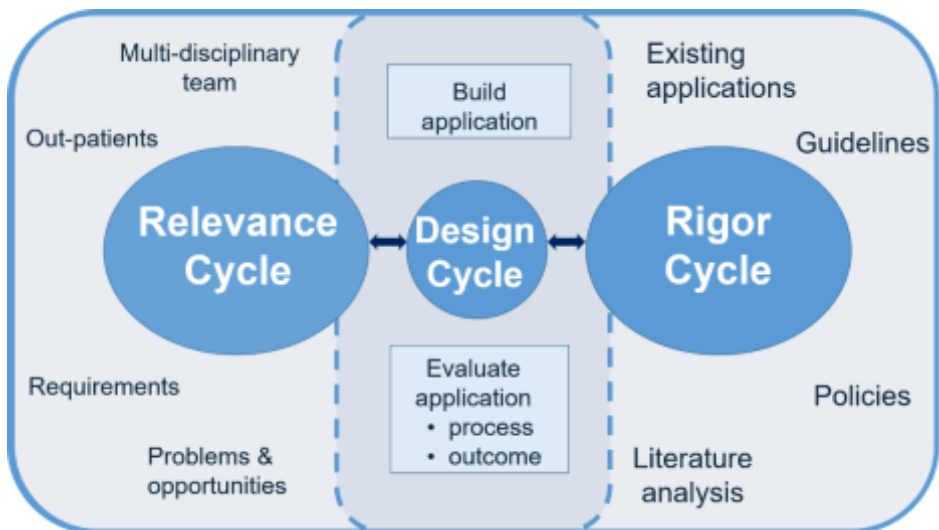 Multi-disciplinary
team
Out-patients
Relevance
Cycle
Requirements
Problems &
opportunities
Build
application
Design
Cycle
Evaluate
application
• process
• outcome
Existing
applications
Guidelines
Rigor
Cycle
Policies
Literature
analysis